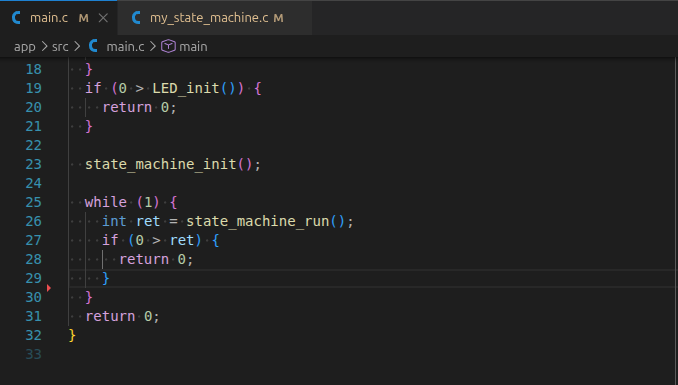 main.c M
my_state_machine.c M
app > src > main.c > main
18 }
19 if (0 > LED_init()) {
20 return 0;
21 }
22
23 state_machine_init();
24
25 while (1) {
26 int ret = state_machine_run();
27 if (0 > ret) {
28 return 0;
29 }
30 }
31 return 0;
32 }
33